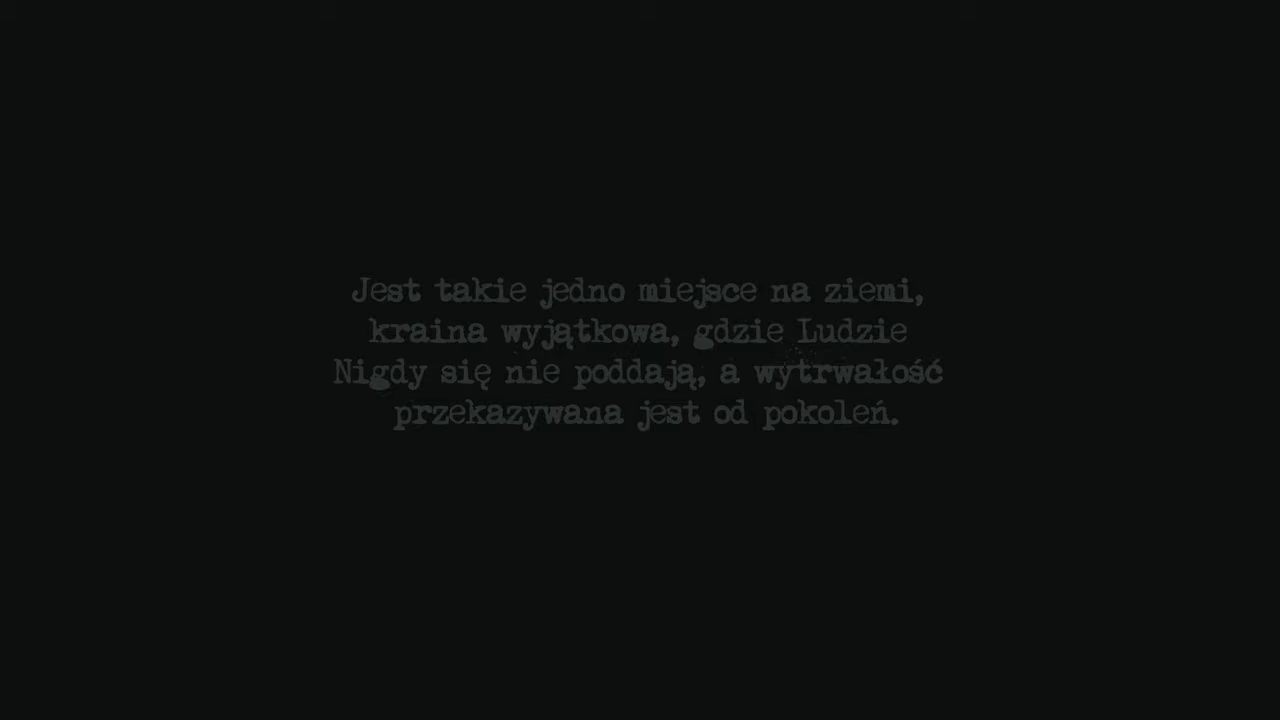 Jest takie jedno miejsce na ziemi,
kraina wyjątkowa, gdzie Ludzie
Nigdy się nie poddają, a wytrwałość
przekazywana jest od pokoleń.